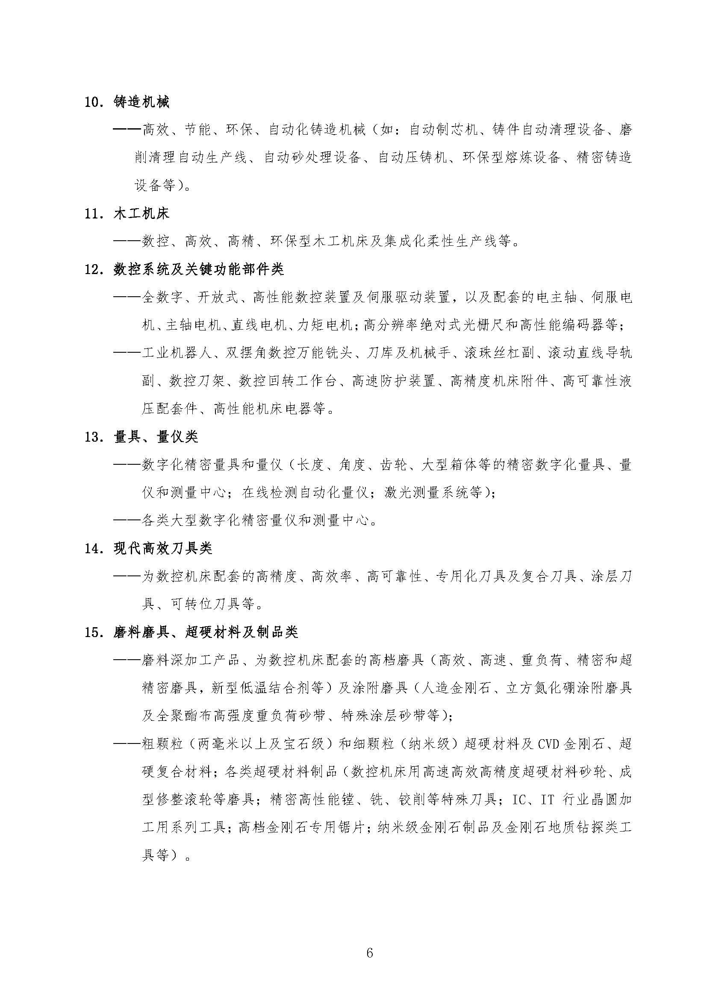 10. 铸造机械
——高效、节能、环保、自动化铸造机械（如：自动制芯机、铸件自动清理设备、磨
削清理自动生产线、自动砂处理设备、自动压铸机、环保型熔炼设备、精密铸造
设备等）。
11. 木工机床
——数控、高效、高精、环保型木工机床及集成化柔性生产线等。
12. 数控系统及关键功能部件类
——全数字、开放式、高性能数控装置及伺服驱动装置，以及配套的电主轴、伺服电
机、主轴电机、直线电机、力矩电机；高分辨率绝对式光栅尺和高性能编码器等；
——工业机器人、双摆角数控万能铣头、刀库及机械手、滚珠丝杠副、滚动直线导轨
副、数控刀架、数控回转工作台、高速防护装置、高精度机床附件、高可靠性液
压配套件、高性能机床电器等。
13. 量具、量仪类
——数字化精密量具和量仪（长度、角度、齿轮、大型箱体等的精密数字化量具、量
仪和测量中心；在线检测自动化量仪；激光测量系统等）；
——各类大型数字化精密量仪和测量中心。
14. 现代高效刀具类
——为数控机床配套的高精度、高效率、高可靠性、专用化刀具及复合刀具、涂层刀
具、可转位刀具等。
15. 磨料磨具、超硬材料及制品类
——磨料深加工产品、为数控机床配套的高档磨具（高效、高速、重负荷、精密和超
精密磨具，新型低温结合剂等）及涂附磨具（人造金刚石、立方氮化硼涂附磨具
及全聚酯布高强度重负荷砂带、特殊涂层砂带等）；
——粗颗粒（两毫米以上及宝石级）和细颗粒（纳米级）超硬材料及 CVD 金刚石、超
硬复合材料；各类超硬材料制品（数控机床用高速高效高精度超硬材料砂轮、成
型修整滚轮等磨具；精密高性能镗、铣、铰削等特殊刀具；IC、IT 行业晶圆加
工用系列工具；高档金刚石专用锯片；纳米级金刚石制品及金刚石地质钻探类工
具等）。
6